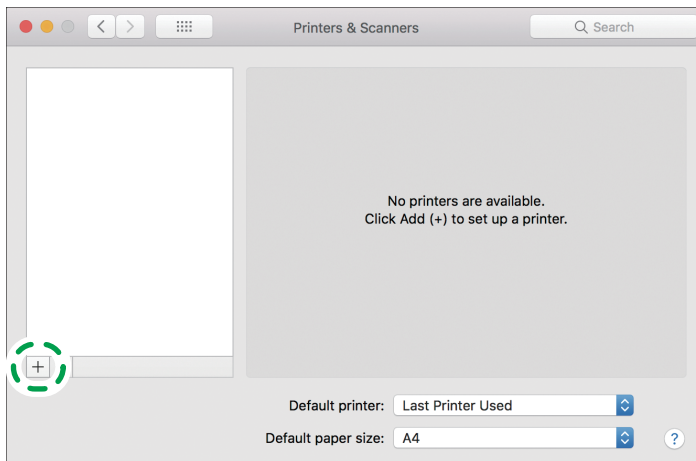 Printers & Scanners
Search
No printers are available.
Click Add (+) to set up a printer.
+
Default printer: Last Printer Used
Default paper size: A4
?